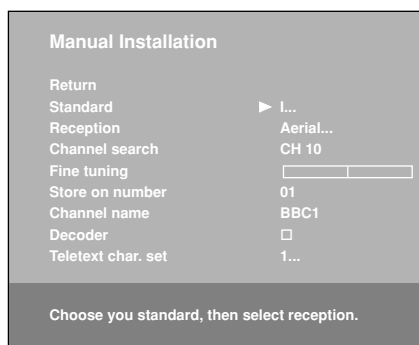 Manual Installation
Return
Standard ▶ I...
Reception Aerial...
Channel search CH 10
Fine tuning
Store on number 01
Channel name BBC1
Decoder ☐
Teletext char. set 1...
Choose you standard, then select reception.